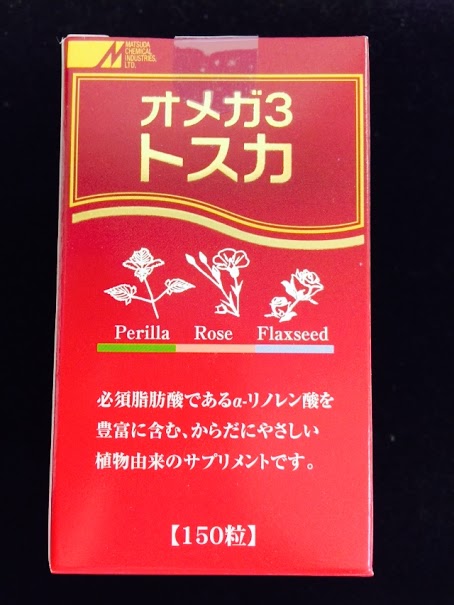 MATSUDA
CHEMICAL
INDUSTRIES,
LTD.
オメガ3
トスカ
Perilla Rose Flaxseed
必須脂肪酸であるα-リノレン酸を
豊富に含む、からだにやさしい
植物由来のサプリメントです。
【150粒】